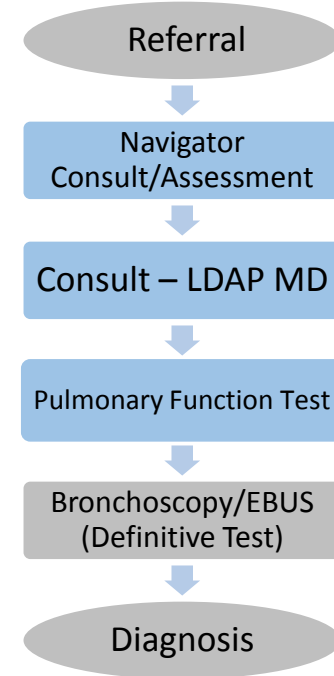 Referral
Navigator
Consult/Assessment
Consult – LDAP MD
Pulmonary Function Test
Bronchoscopy/EBUS
(Definitive Test)
Diagnosis